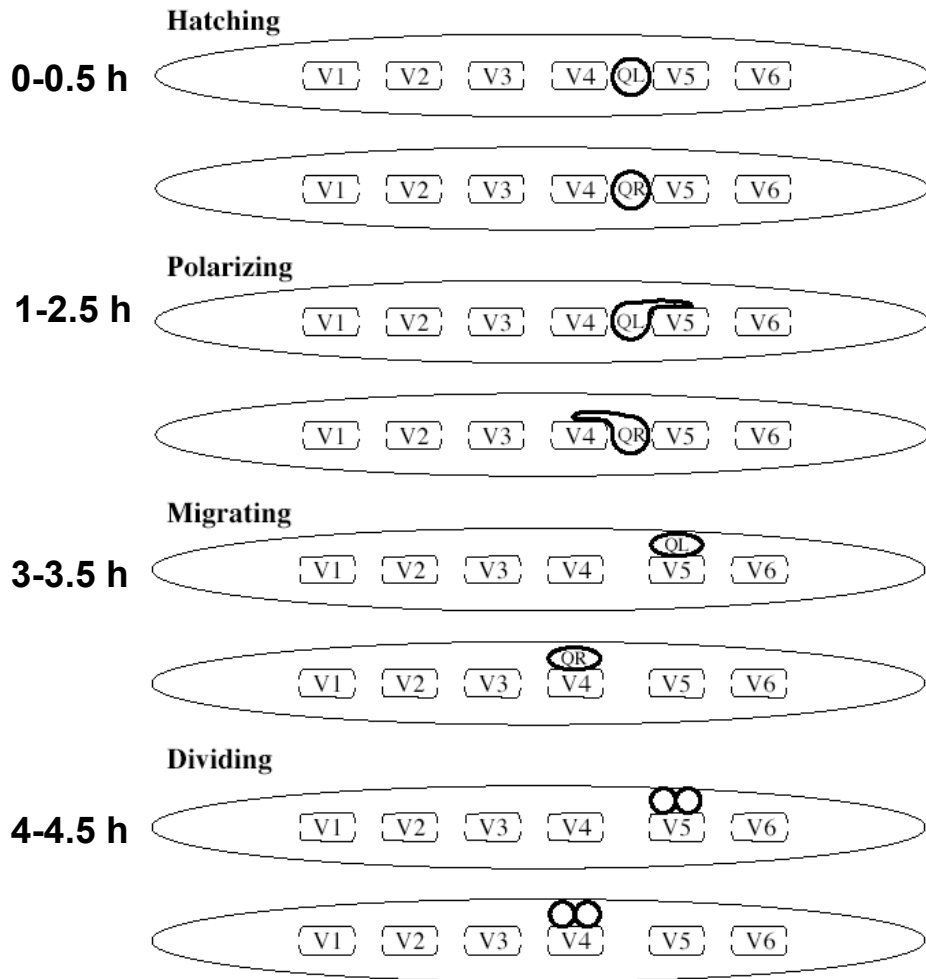 Hatching
0-0.5 h
V1 V2 V3 V4 QL V5 V6
V1 V2 V3 V4 QR V5 V6
Polarizing
1-2.5 h
V1 V2 V3 V4 QL V5 V6
V1 V2 V3 V4 QR V5 V6
Migrating
3-3.5 h
QL
V1 V2 V3 V4 V5 V6
QR
V1 V2 V3 V4 V5 V6
Dividing
4-4.5 h
V1 V2 V3 V4 V5 V6
V1 V2 V3 V4 V5 V6